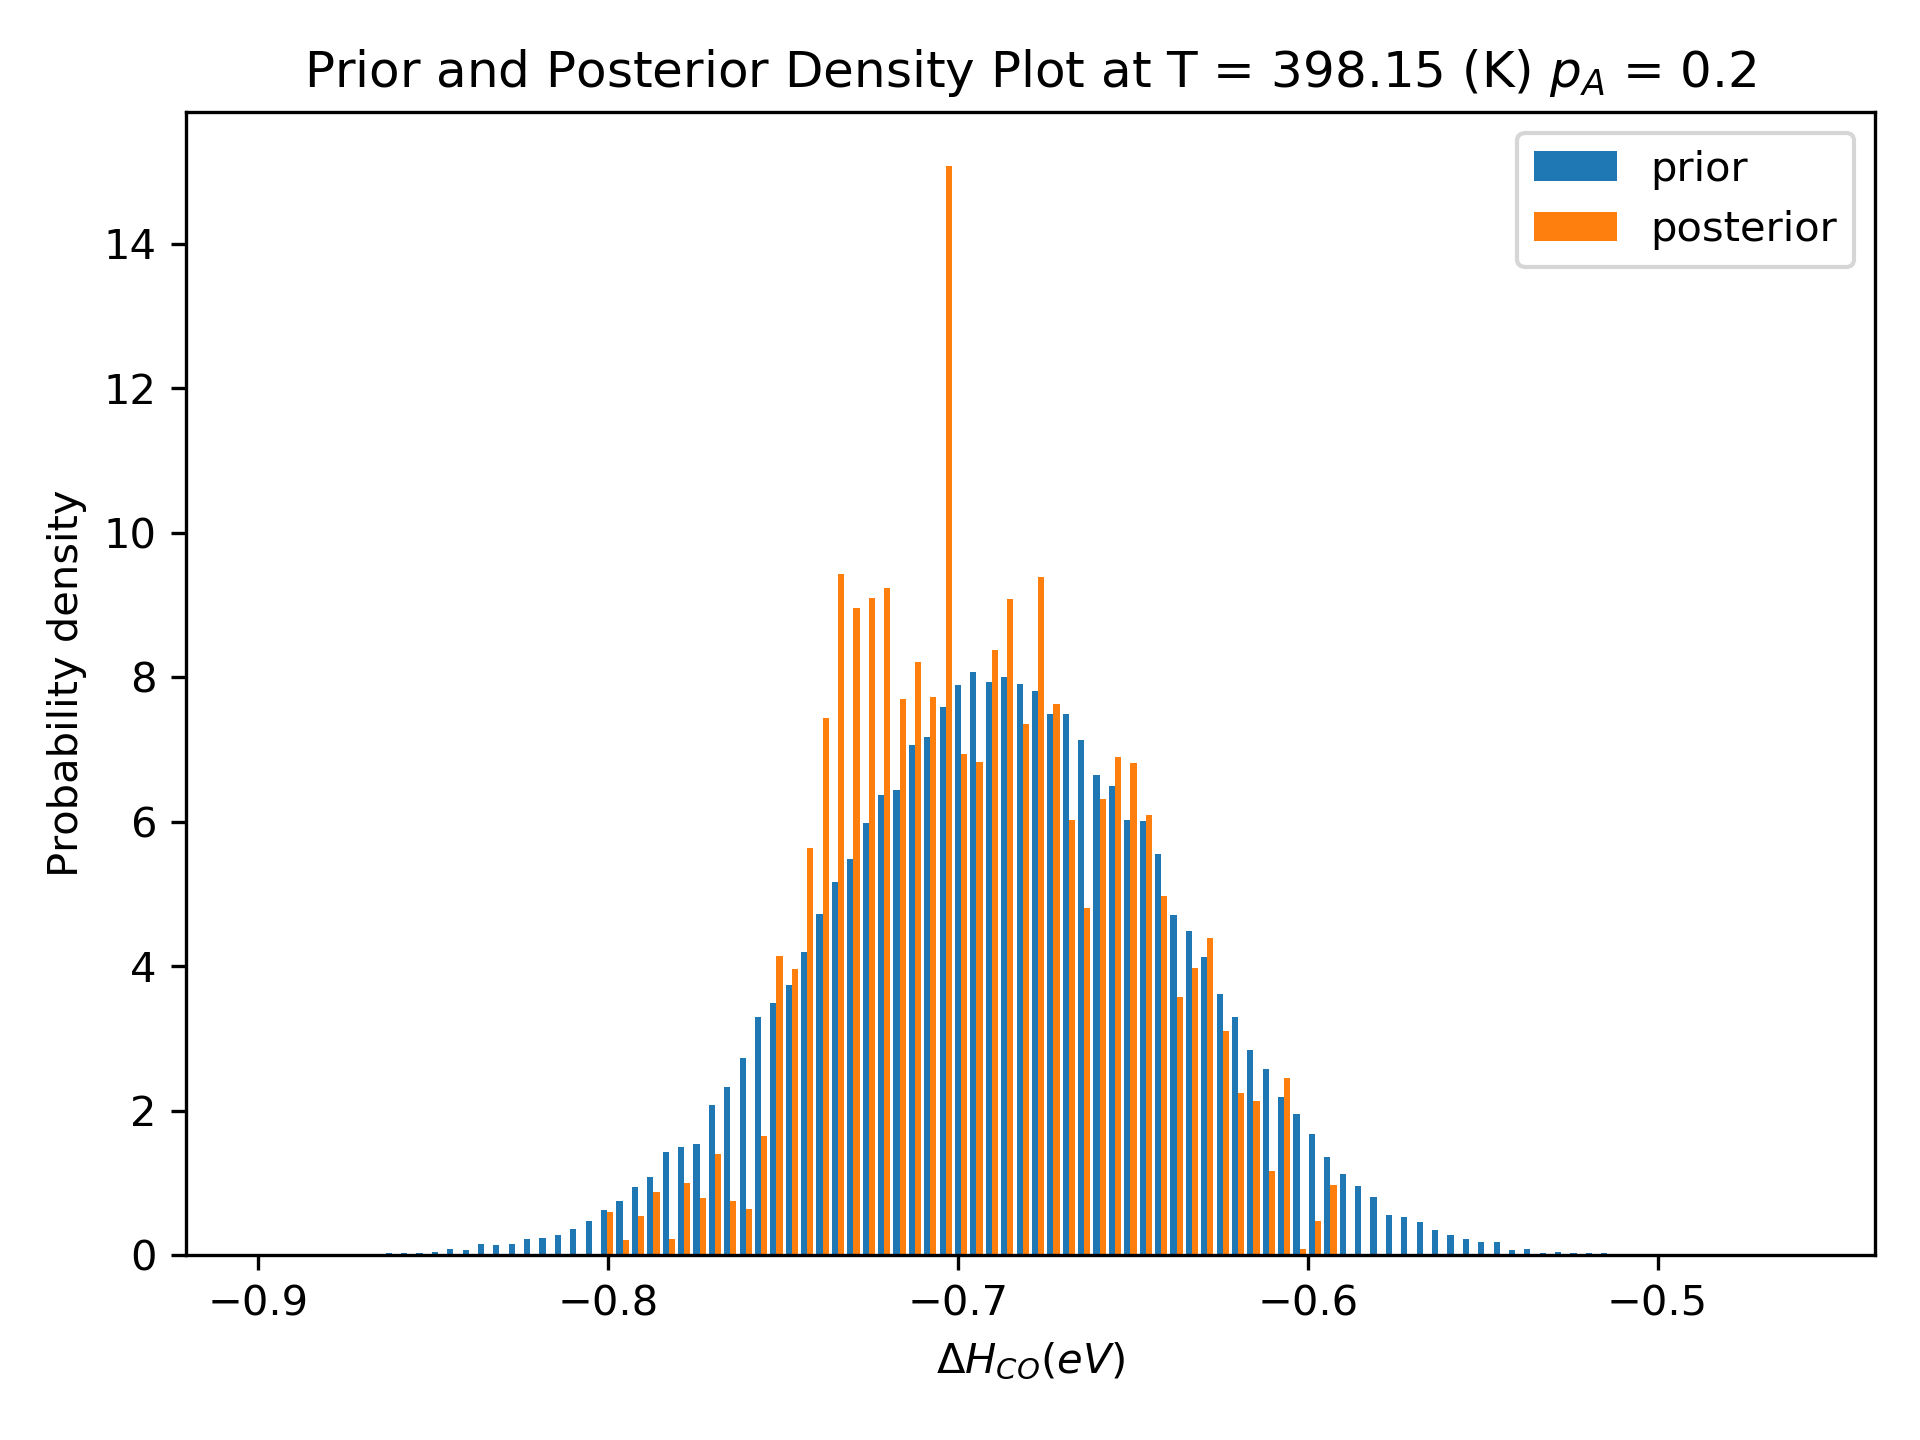 Prior and Posterior Density Plot at T = 398.15 (K) p_A = 0.2
prior
posterior
Probability density
14
12
10
8
6
4
2
0
−0.9 −0.8 −0.7 −0.6 −0.5
ΔH_CO(eV)